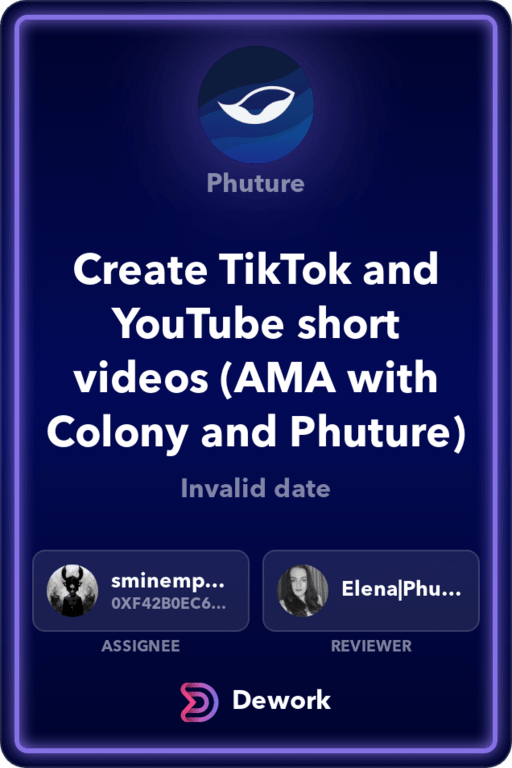 Phuture
Create TikTok and
YouTube short
videos (AMA with
Colony and Phuture)
Invalid date
sminemp...
0XF42B0EC6...
ASSIGNEE
Elena|Phu...
REVIEWER
Dework